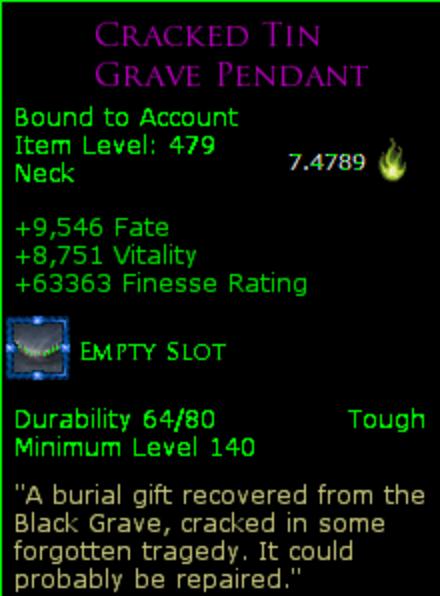 Cracked Tin
Grave Pendant
Bound to Account
Item Level: 479
7.4789
Neck
+9,546 Fate
+8,751 Vitality
+63363 Finesse Rating
Empty Slot
Durability 64/80 Tough
Minimum Level 140
"A burial gift recovered from the
Black Grave, cracked in some
forgotten tragedy. It could
probably be repaired."